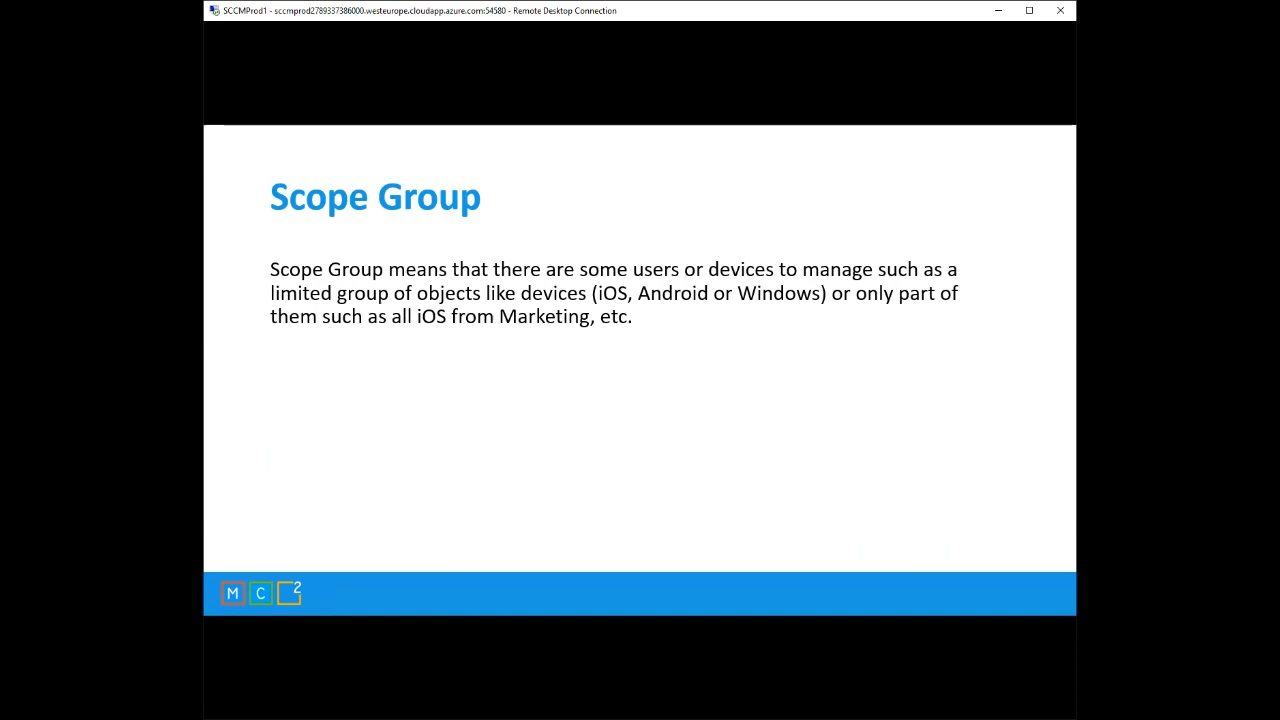 SCCMProd1 - sccmprod2789337386000.westeurope.cloudapp.azure.com:54580 - Remote Desktop Connection
Scope Group
Scope Group means that there are some users or devices to manage such as a
limited group of objects like devices (iOS, Android or Windows) or only part of
them such as all iOS from Marketing, etc.
M C 2